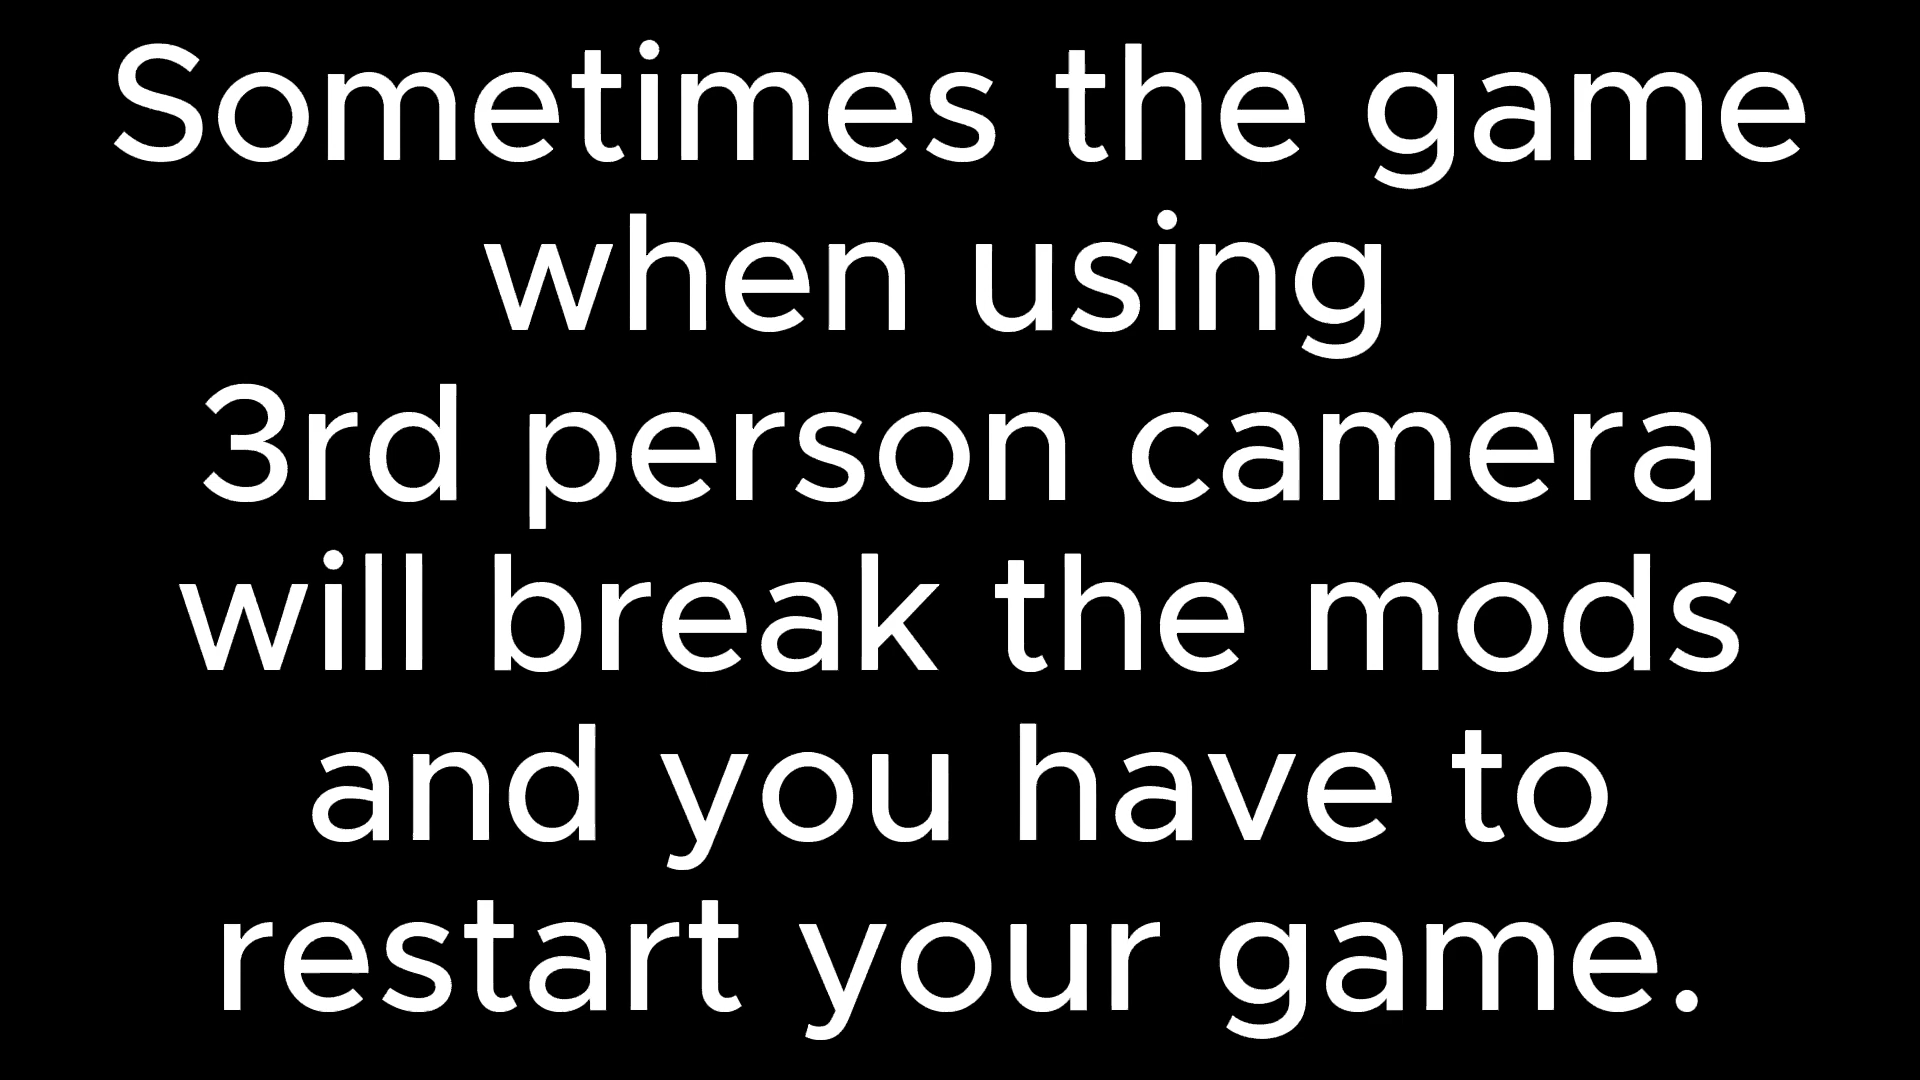 Sometimes the game
when using
3rd person camera
will break the mods
and you have to
restart your game.